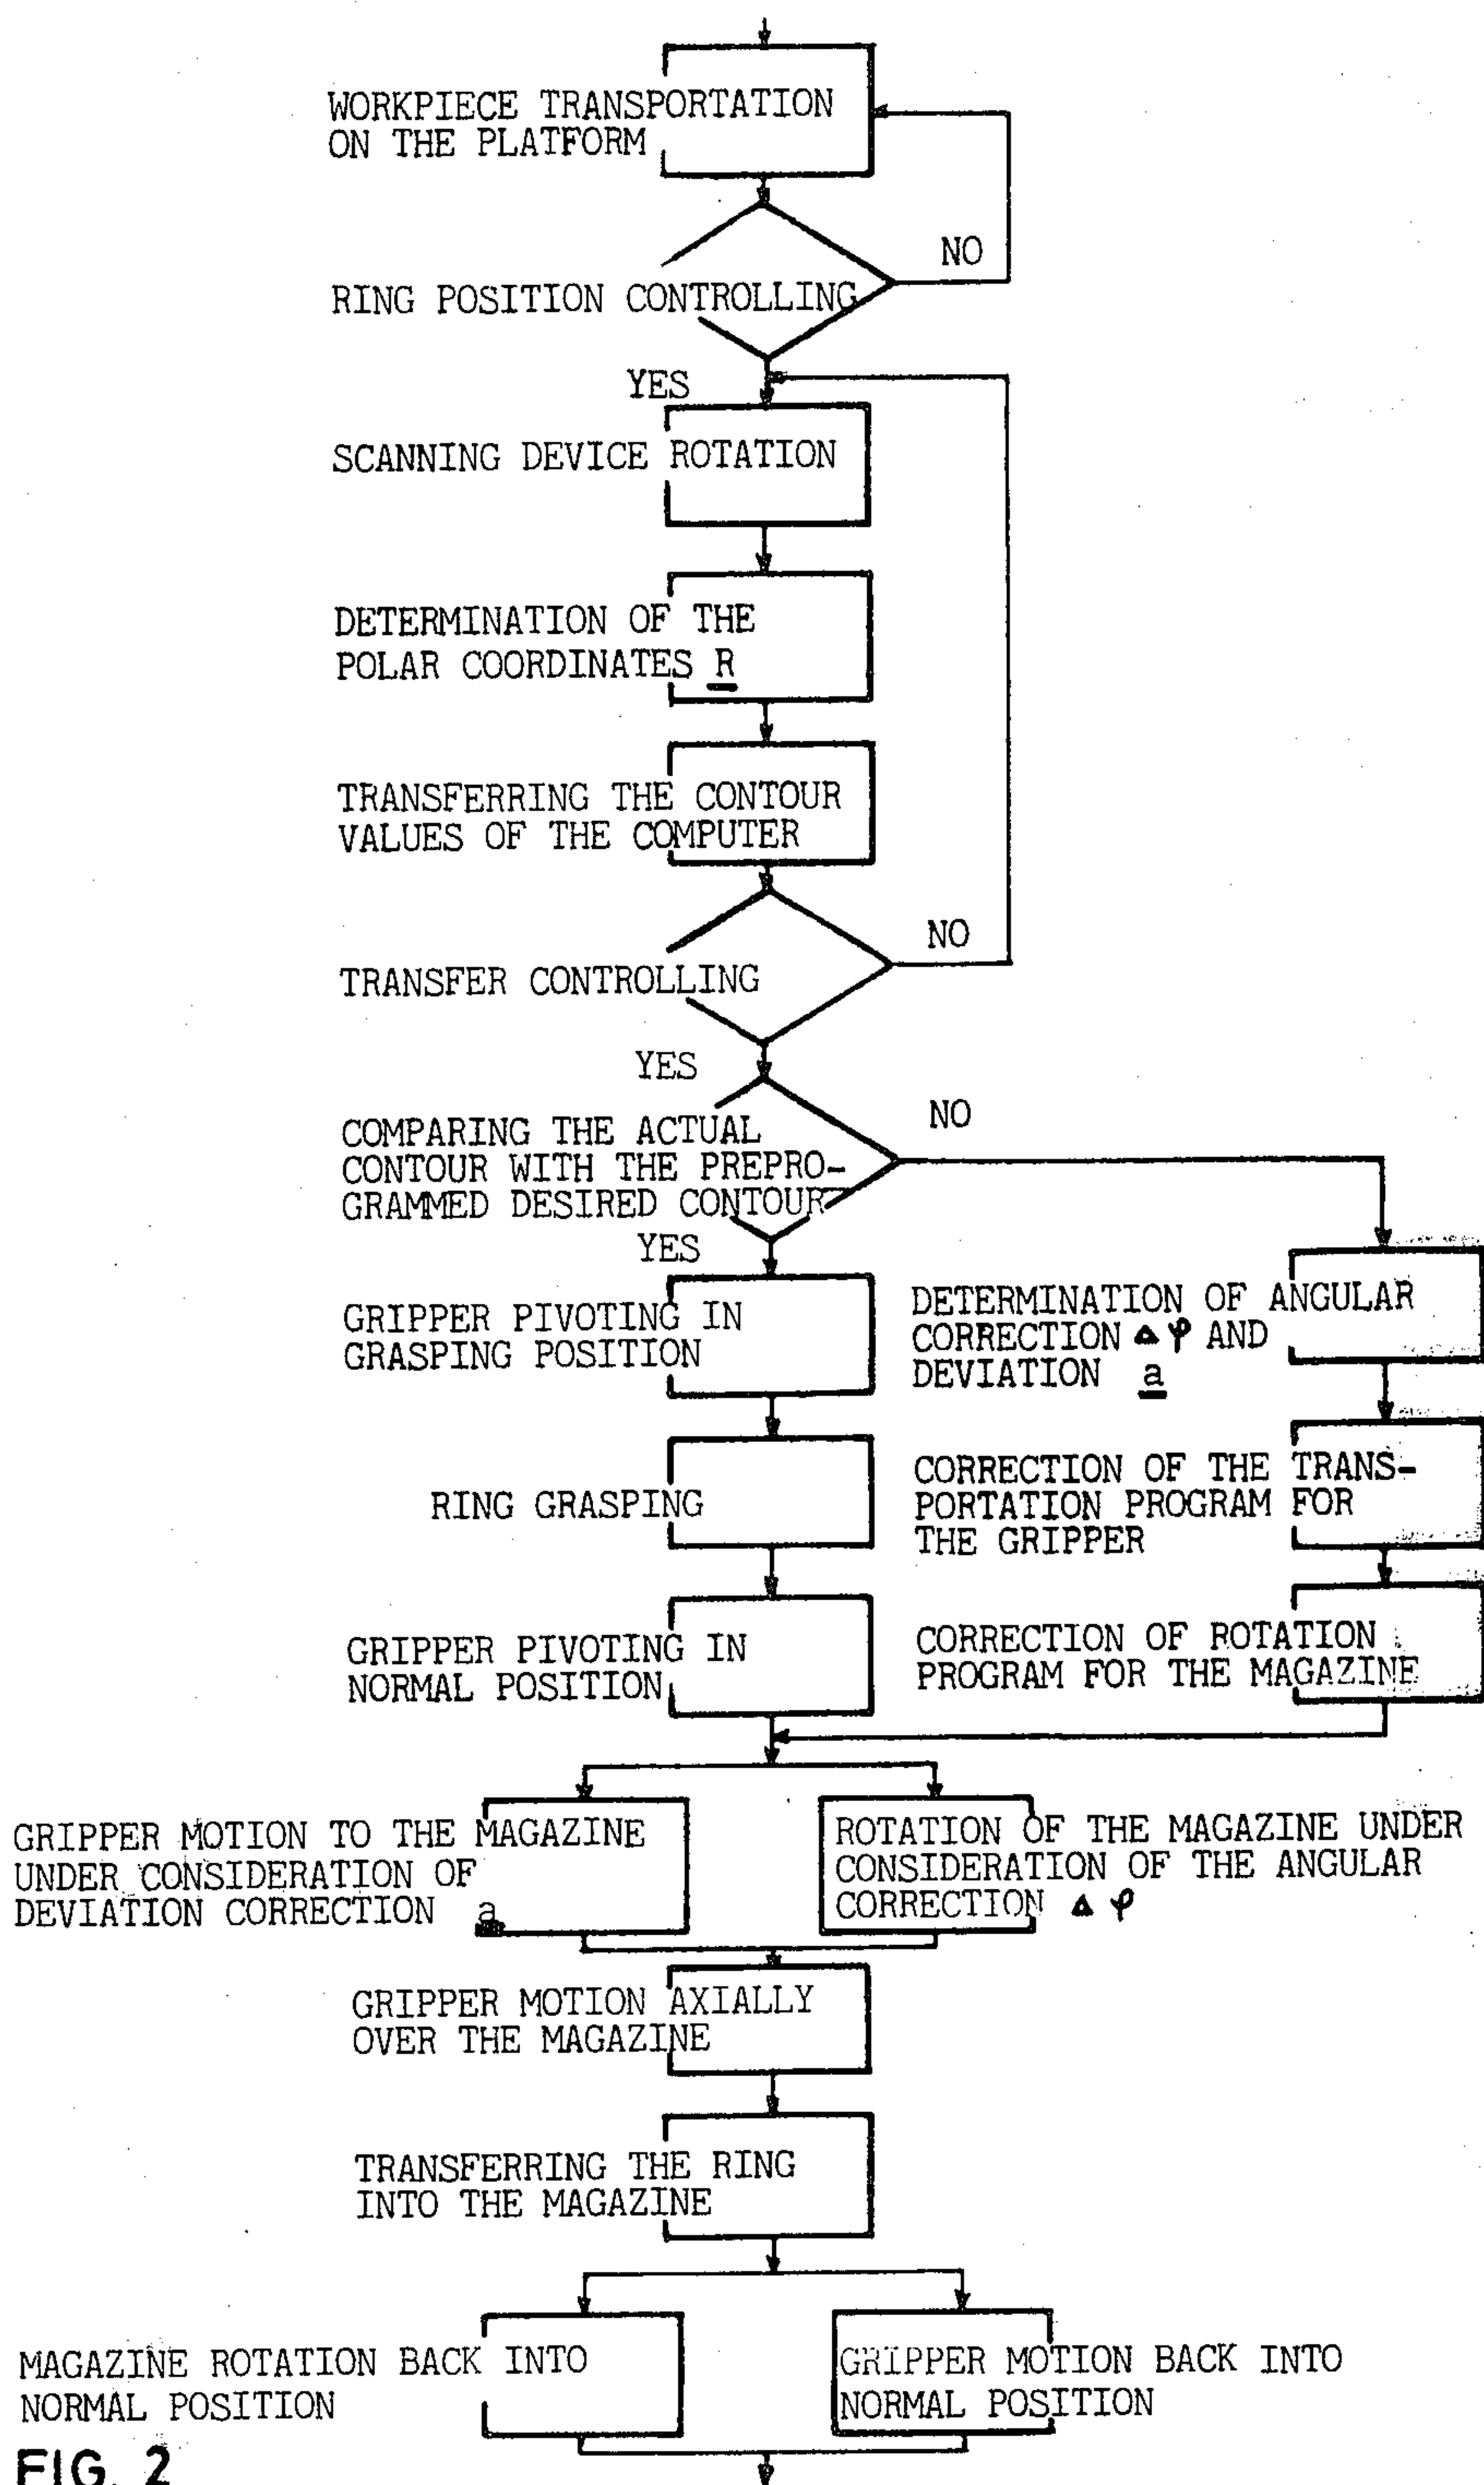 WORKPIECE TRANSPORTATION
ON THE PLATFORM
NO
RING POSITION CONTROLLING
YES
SCANNING DEVICE ROTATION
DETERMINATION OF THE
POLAR COORDINATES R
TRANSFERRING THE CONTOUR
VALUES OF THE COMPUTER
NO
TRANSFER CONTROLLING
YES
NO
COMPARING THE ACTUAL
CONTOUR WITH THE PREPRO-
GRAMMED DESIRED CONTOUR
YES
GRIPPER PIVOTING IN
GRASPING POSITION
DETERMINATION OF ANGULAR
CORRECTION Δ φ AND
DEVIATION a
RING GRASPING
CORRECTION OF THE TRANS-
PORTATION PROGRAM FOR
THE GRIPPER
GRIPPER PIVOTING IN
NORMAL POSITION
CORRECTION OF ROTATION
PROGRAM FOR THE MAGAZINE
GRIPPER MOTION TO THE MAGAZINE
UNDER CONSIDERATION OF
DEVIATION CORRECTION a
ROTATION OF THE MAGAZINE UNDER
CONSIDERATION OF THE ANGULAR
CORRECTION Δ φ
GRIPPER MOTION AXIALLY
OVER THE MAGAZINE
TRANSFERRING THE RING
INTO THE MAGAZINE
MAGAZINE ROTATION BACK INTO
NORMAL POSITION
GRIPPER MOTION BACK INTO
NORMAL POSITION
FIG. 2